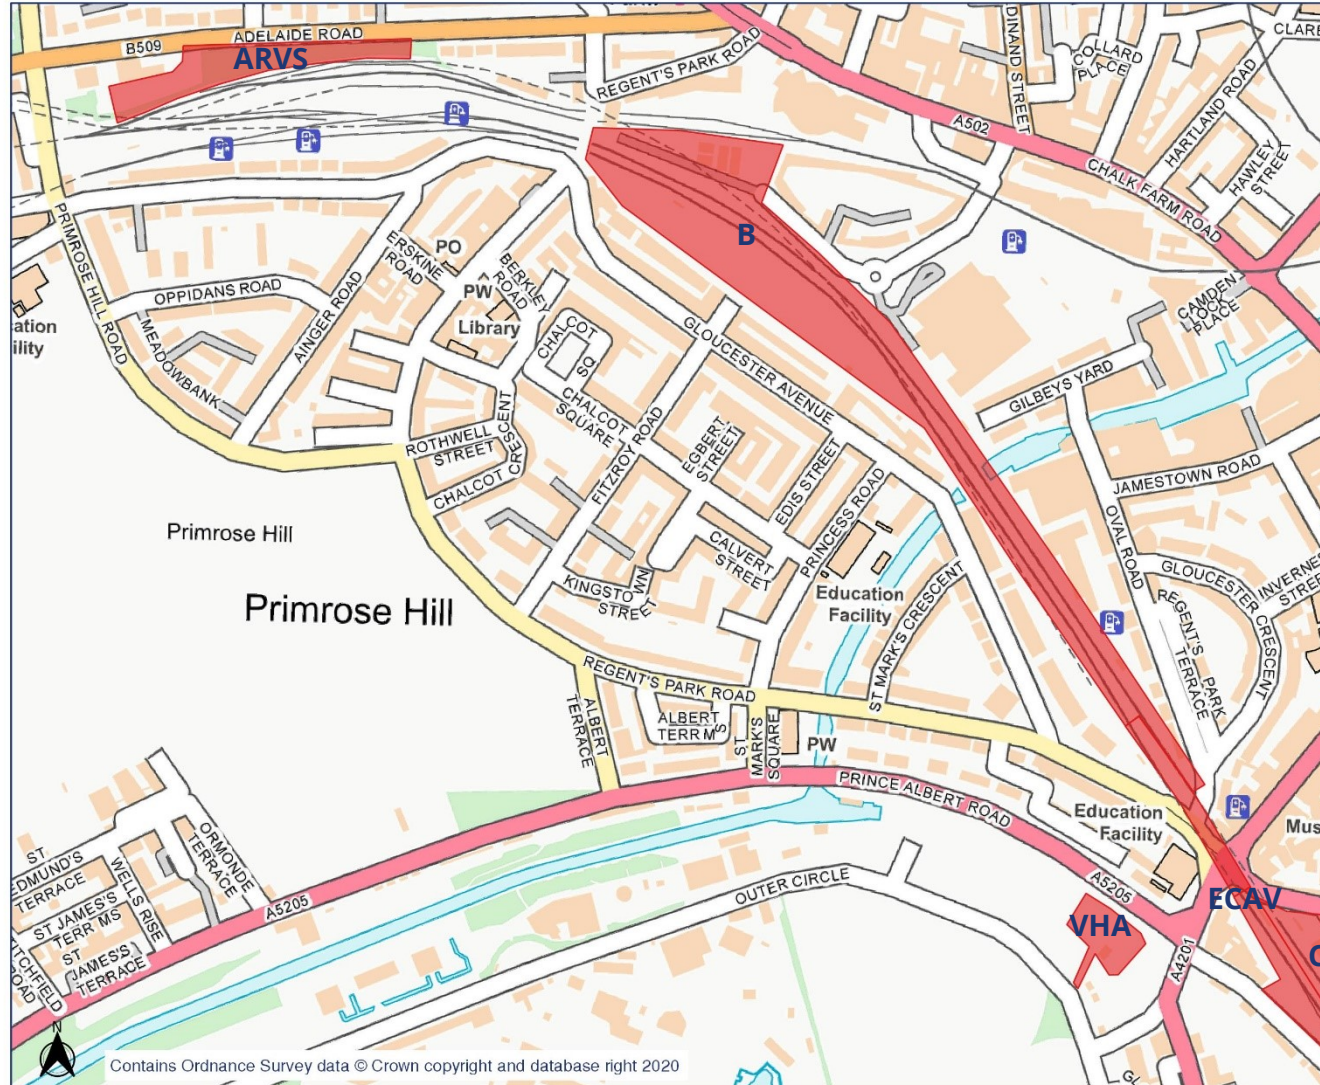 B509
ADELAIDE ROAD
ARVS
REGENT'S PARK ROAD
DINAND STREET
COLLARD
PLACE
CLARE
HARTLAND ROAD
A502
HAWLEY
STREET
CHALK FARM ROAD
B
PRIMROSE HILL ROAD
ERSKINE
ROAD
PO
PW
BERKLEY
ROAD
Library
OPPIDANS ROAD
AINGER ROAD
MEADOWBANK
ation
ility
CHALCOT
SQ
GLOUCESTER AVENUE
CAMDEN
LOCK
PLACE
GILBEYS YARD
CHALCOT
SQUARE
ROTHWELL
STREET
CHALCOT
CRESCENT
FITZROY ROAD
EGBERT
STREET
EDIS STREET
PRINCESS ROAD
JAMESTOWN ROAD
OVAL ROAD
Primrose Hill
CALVERT
STREET
KINGSTO
STREET
Education
Facility
ST MARK'S CRESCENT
GLOUCESTER CRESCENT
INVERNE
STRE
REGENT'S PARK
TERRACE
Primrose Hill
REGENT'S PARK ROAD
ALBERT
TERRACE
ALBERT
TERR M
S
ST
MARK'S
SQUARE
PW
PRINCE ALBERT ROAD
Education
Facility
Mus
ST
EDMUND'S
TERRACE
ORMONDE
TERRACE
WELLS RISE
ST JAMES'S
TERR MS
ST
JAMES'S
TERRACE
TCHFIELD
ROAD
A5205
OUTER CIRCLE
A5205
VHA
ECAV
A4201
C
N
GL
Contains Ordnance Survey data © Crown copyright and database right 2020